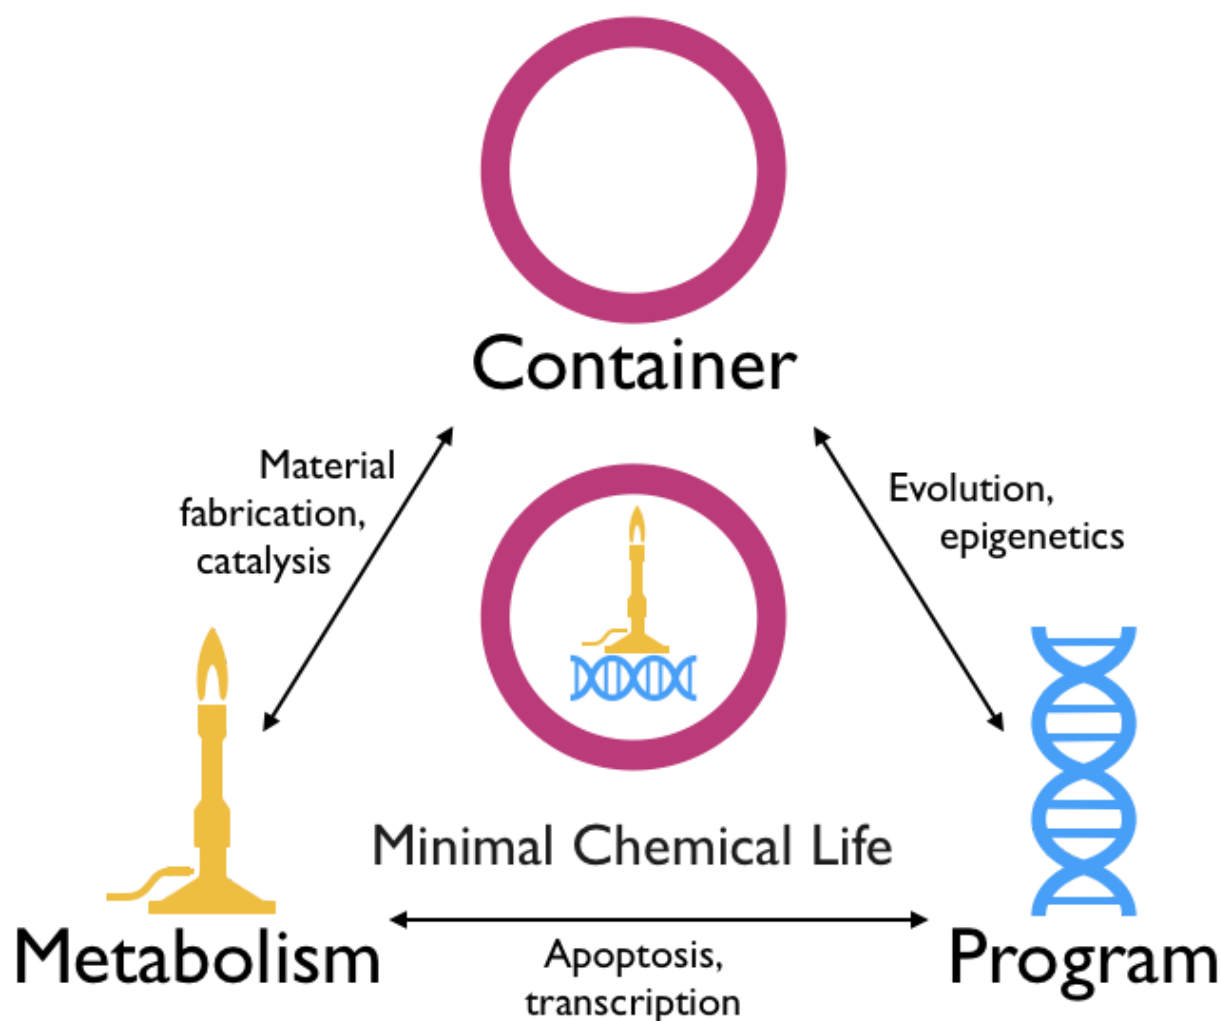 Container
Material
fabrication,
catalysis
Evolution,
epigenetics
Minimal Chemical Life
Metabolism
Apoptosis,
transcription
Program